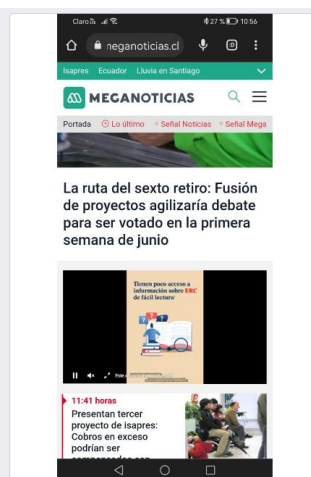 Claro
27 % 10:56
meganoticias.cl
Isapres Ecuador Lluvia en Santiago
MEGANOTICIAS
Portada Lo último Señal Noticias Señal Mega
La ruta del sexto retiro: Fusión
de proyectos agilizaría debate
para ser votado en la primera
semana de junio
Tienen poco acceso a
información sobre ERC
de fácil lectura
11:41 horas
Presentan tercer
proyecto de isapres:
Cobros en exceso
podrían ser